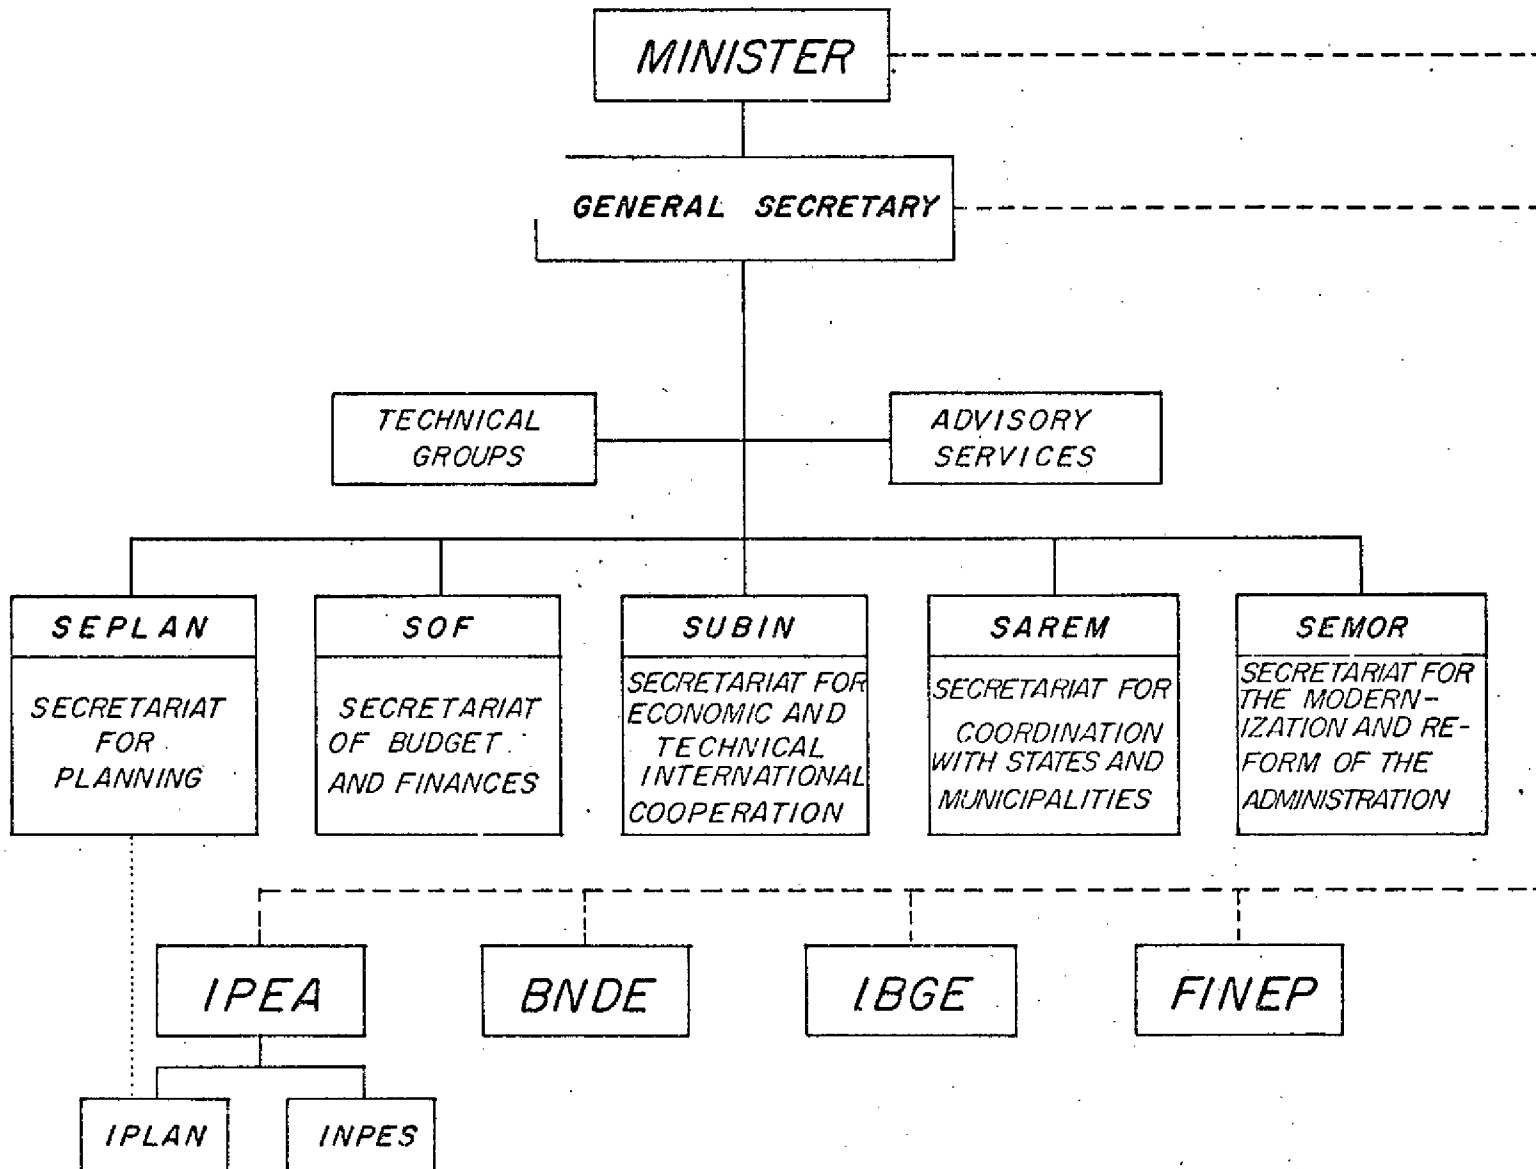 MINISTER
GENERAL SECRETARY
TECHNICAL
GROUPS
ADVISORY
SERVICES
SEPLAN
SECRETARIAT
FOR
PLANNING
SOF
SECRETARIAT
OF BUDGET
AND FINANCES
SUBIN
SECRETARIAT FOR
ECONOMIC AND
TECHNICAL
INTERNATIONAL
COOPERATION
SAREM
SECRETARIAT FOR
COORDINATION
WITH STATES AND
MUNICIPALITIES
SEMOR
SECRETARIAT FOR
THE MODERN-
IZATION AND RE-
FORM OF THE
ADMINISTRATION
IPEA
BNDE
IBGE
FINEP
IPLAN
INPES